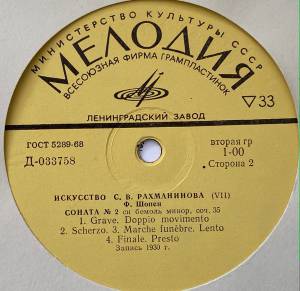 МИНИСТЕРСТВО КУЛЬТУРЫ СССР
МЕЛОДИЯ
ВСЕСОЮЗНАЯ ФИРМА ГРАМПЛАСТИНОК
▽33
ЛЕНИНГРАДСКИЙ ЗАВОД
ГОСТ 5289-68
Д-033758
вторая гр
1-00
Сторона 2
ИСКУССТВО С. В. РАХМАНИНОВА (VII)
Ф. Шопен
СОНАТА № 2 си бемоль минор, соч. 35
1. Grave. Doppio movimento
2. Scherzo. 3. Marche funèbre. Lento
4. Finale. Presto
Запись 1930 г.